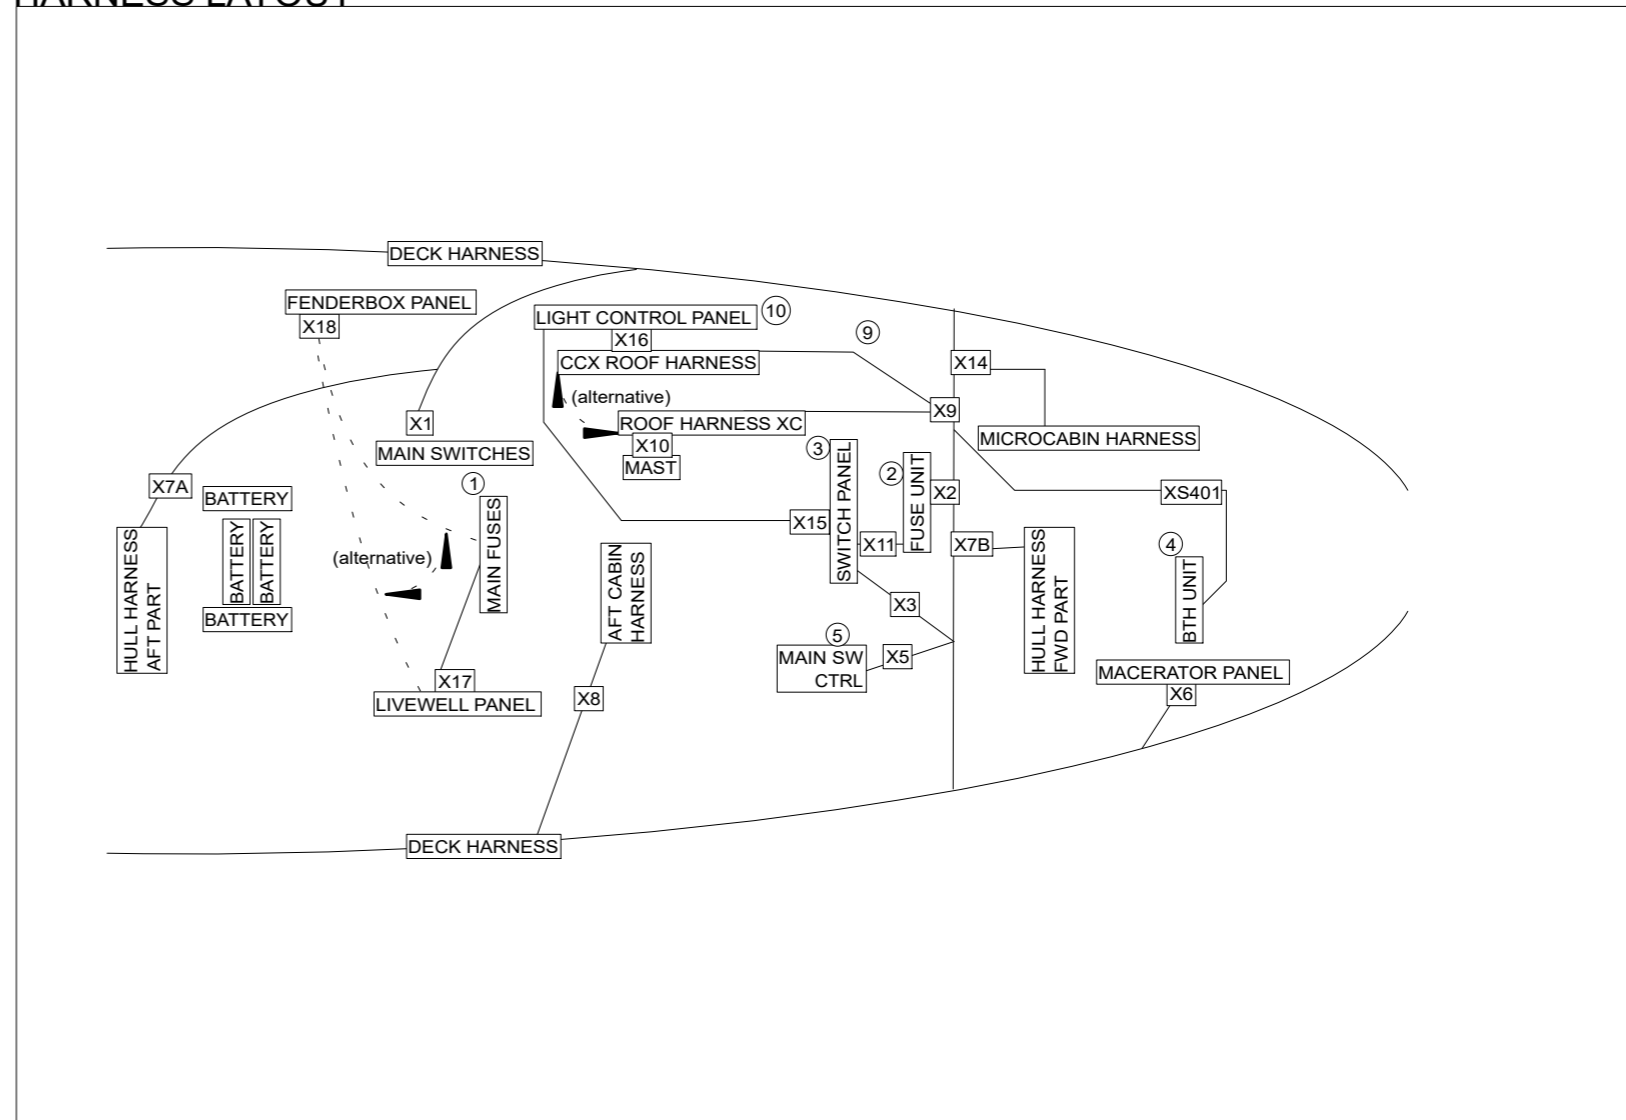 HARNESS LAYOUT
DECK HARNESS
FENDERBOX PANEL
X18
LIGHT CONTROL PANEL
10
X16
9
CCX ROOF HARNESS
X14
(alternative)
X1
ROOF HARNESS XC
X9
MICROCABIN HARNESS
MAIN SWITCHES
X10
MAST
3
SWITCH PANEL
2
FUSE UNIT
X2
XS401
X7A
BATTERY
BATTERY
BATTERY
BATTERY
1
MAIN FUSES
X15
X11
X7B
HULL HARNESS
AFT PART
(alternative)
AFT CABIN
HARNESS
HULL HARNESS
FWD PART
4
BTH UNIT
X3
5
MAIN SW
CTRL
X5
MACERATOR PANEL
X6
X17
LIVEWELL PANEL
X8
DECK HARNESS